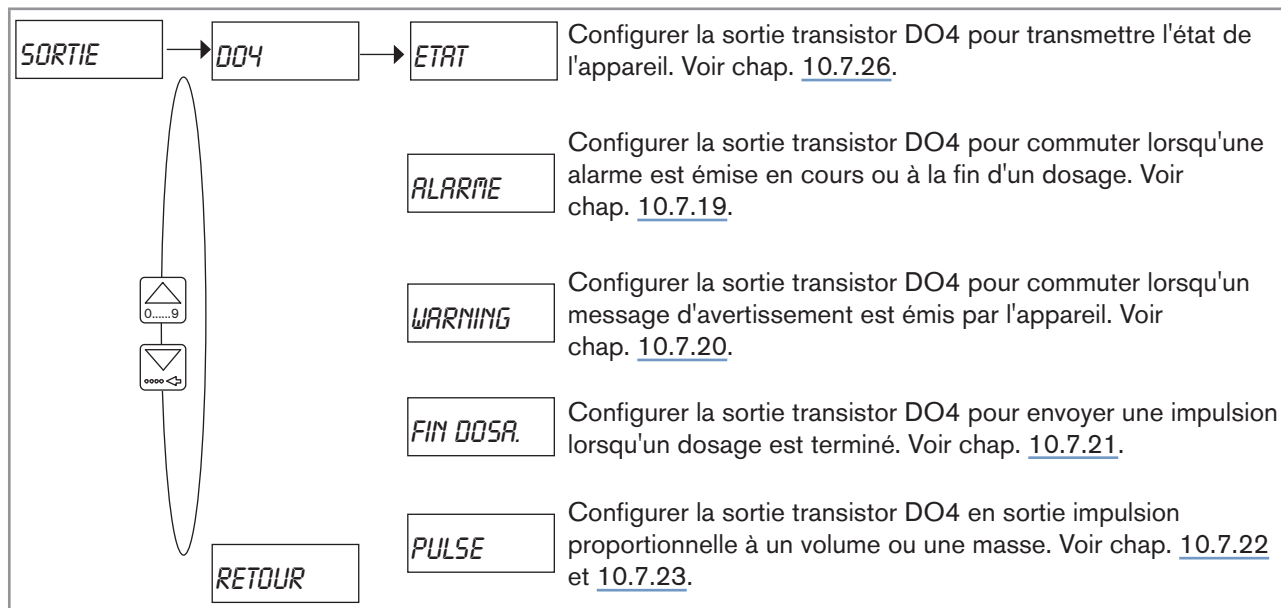 SORTIE
DO4
ETAT
Configurer la sortie transistor DO4 pour transmettre l'état de
l'appareil. Voir chap. 10.7.26.
ALARME
Configurer la sortie transistor DO4 pour commuter lorsqu'une
alarme est émise en cours ou à la fin d'un dosage. Voir
chap. 10.7.19.
0......9
WARNING
Configurer la sortie transistor DO4 pour commuter lorsqu'un
message d'avertissement est émis par l'appareil. Voir
chap. 10.7.20.
FIN DOSA.
Configurer la sortie transistor DO4 pour envoyer une impulsion
lorsqu'un dosage est terminé. Voir chap. 10.7.21.
PULSE
Configurer la sortie transistor DO4 en sortie impulsion
proportionnelle à un volume ou une masse. Voir chap. 10.7.22
et 10.7.23.
RETOUR